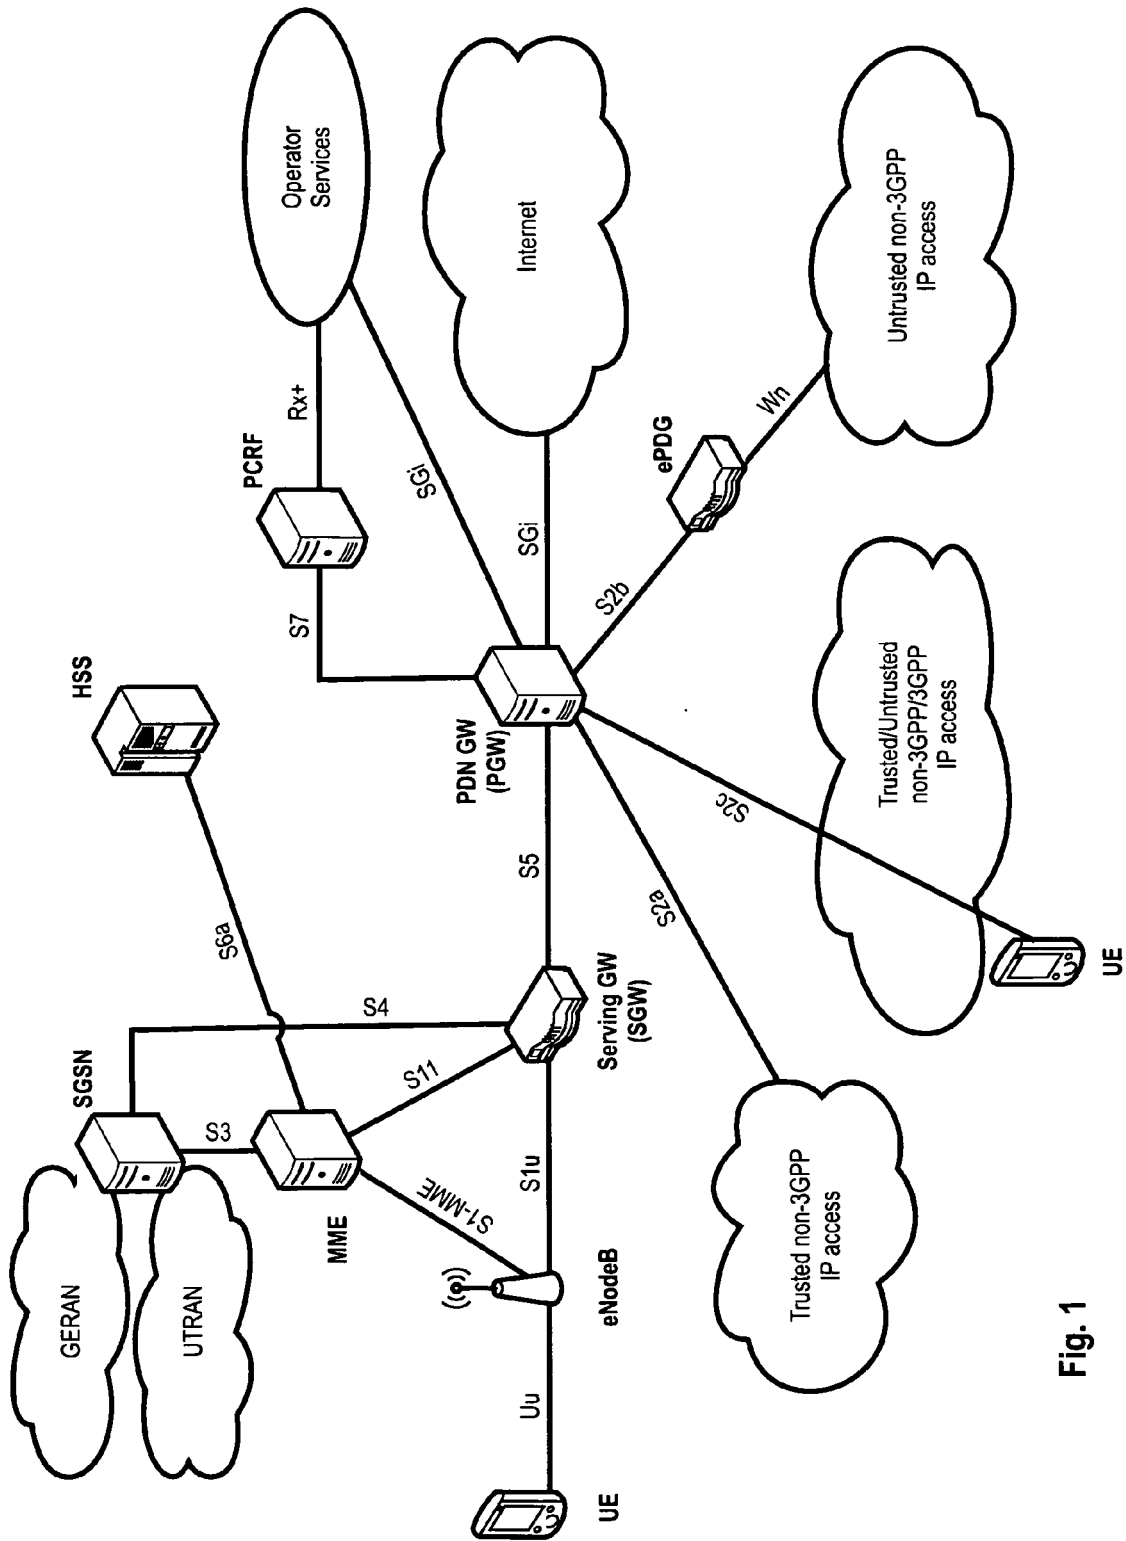 GERAN
UTRAN
SGSN
HSS
S3
S6a
S4
MME
S11
S1-MME
PCRF
S7
Rx+
Operator
Services
SGi
Internet
SGi
UE
Uu
eNodeB
S1u
Serving GW
(SGW)
S5
PDN GW
(PGW)
S2a
S2c
S2b
ePDG
Wn
Trusted non-3GPP
IP access
UE
Trusted/Untrusted
non-3GPP/3GPP
IP access
Untrusted non-3GPP
IP access
Fig. 1